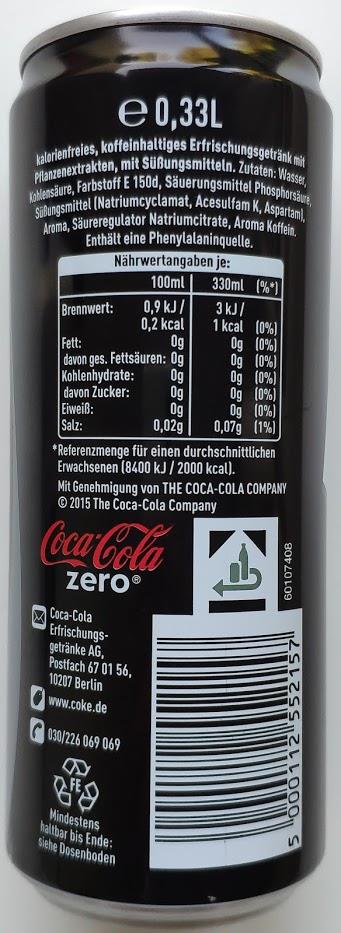 e 0,33L
kalorienfreies, koffeinhaltiges Erfrischungsgetränk mit
Pflanzenextrakten, mit Süßungsmitteln. Zutaten: Wasser,
Kohlensäure, Farbstoff E 150d, Säuerungsmittel Phosphorsäure,
Süßungsmittel (Natriumcyclamat, Acesulfam K, Aspartam),
Aroma, Säureregulator Natriumcitrate, Aroma Koffein.
Enthält eine Phenylalaninquelle.
Nährwertangaben je:
100ml 330ml (%*)
Brennwert: 0,9 kJ / 3 kJ /
0,2 kcal 1 kcal (0%)
Fett: 0g 0g (0%)
davon ges. Fettsäuren: 0g 0g (0%)
Kohlenhydrate: 0g 0g (0%)
davon Zucker: 0g 0g (0%)
Eiweiß: 0g 0g (0%)
Salz: 0,02g 0,07g (1%)
*Referenzmenge für einen durchschnittlichen
Erwachsenen (8400 kJ / 2000 kcal).
Mit Genehmigung von THE COCA-COLA COMPANY
© 2015 The Coca-Cola Company
Coca-Cola
zero®
60107408
Coca-Cola
Erfrischungs-
getränke AG,
Postfach 67 01 56,
10207 Berlin
www.coke.de
030/226 069 069
FE
Mindestens
haltbar bis Ende:
siehe Dosenboden
5 000112 552157